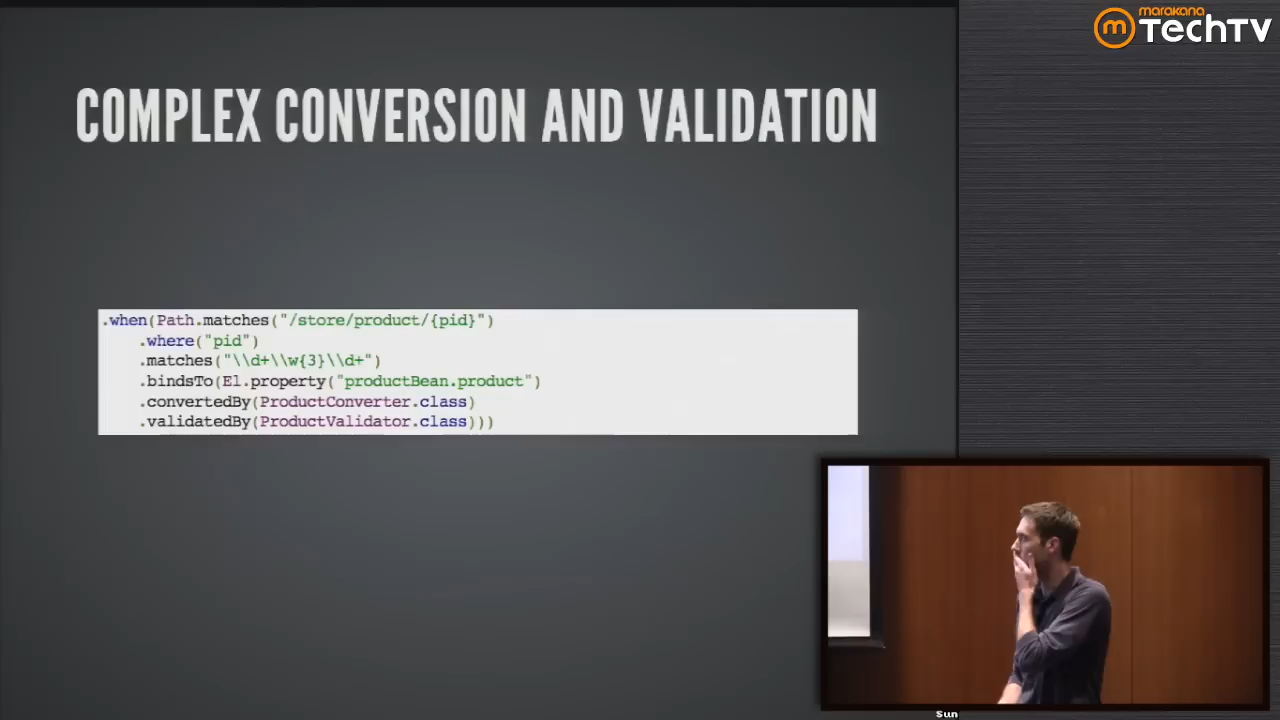 marakana
m TechTV
COMPLEX CONVERSION AND VALIDATION
.when(Path.matches("/store/product/{pid}")
.where("pid")
.matches("\\d+\\w{3}\\d+")
.bindsTo(El.property("productBean.product")
.convertedBy(ProductConverter.class)
.validatedBy(ProductValidator.class)))
Sun